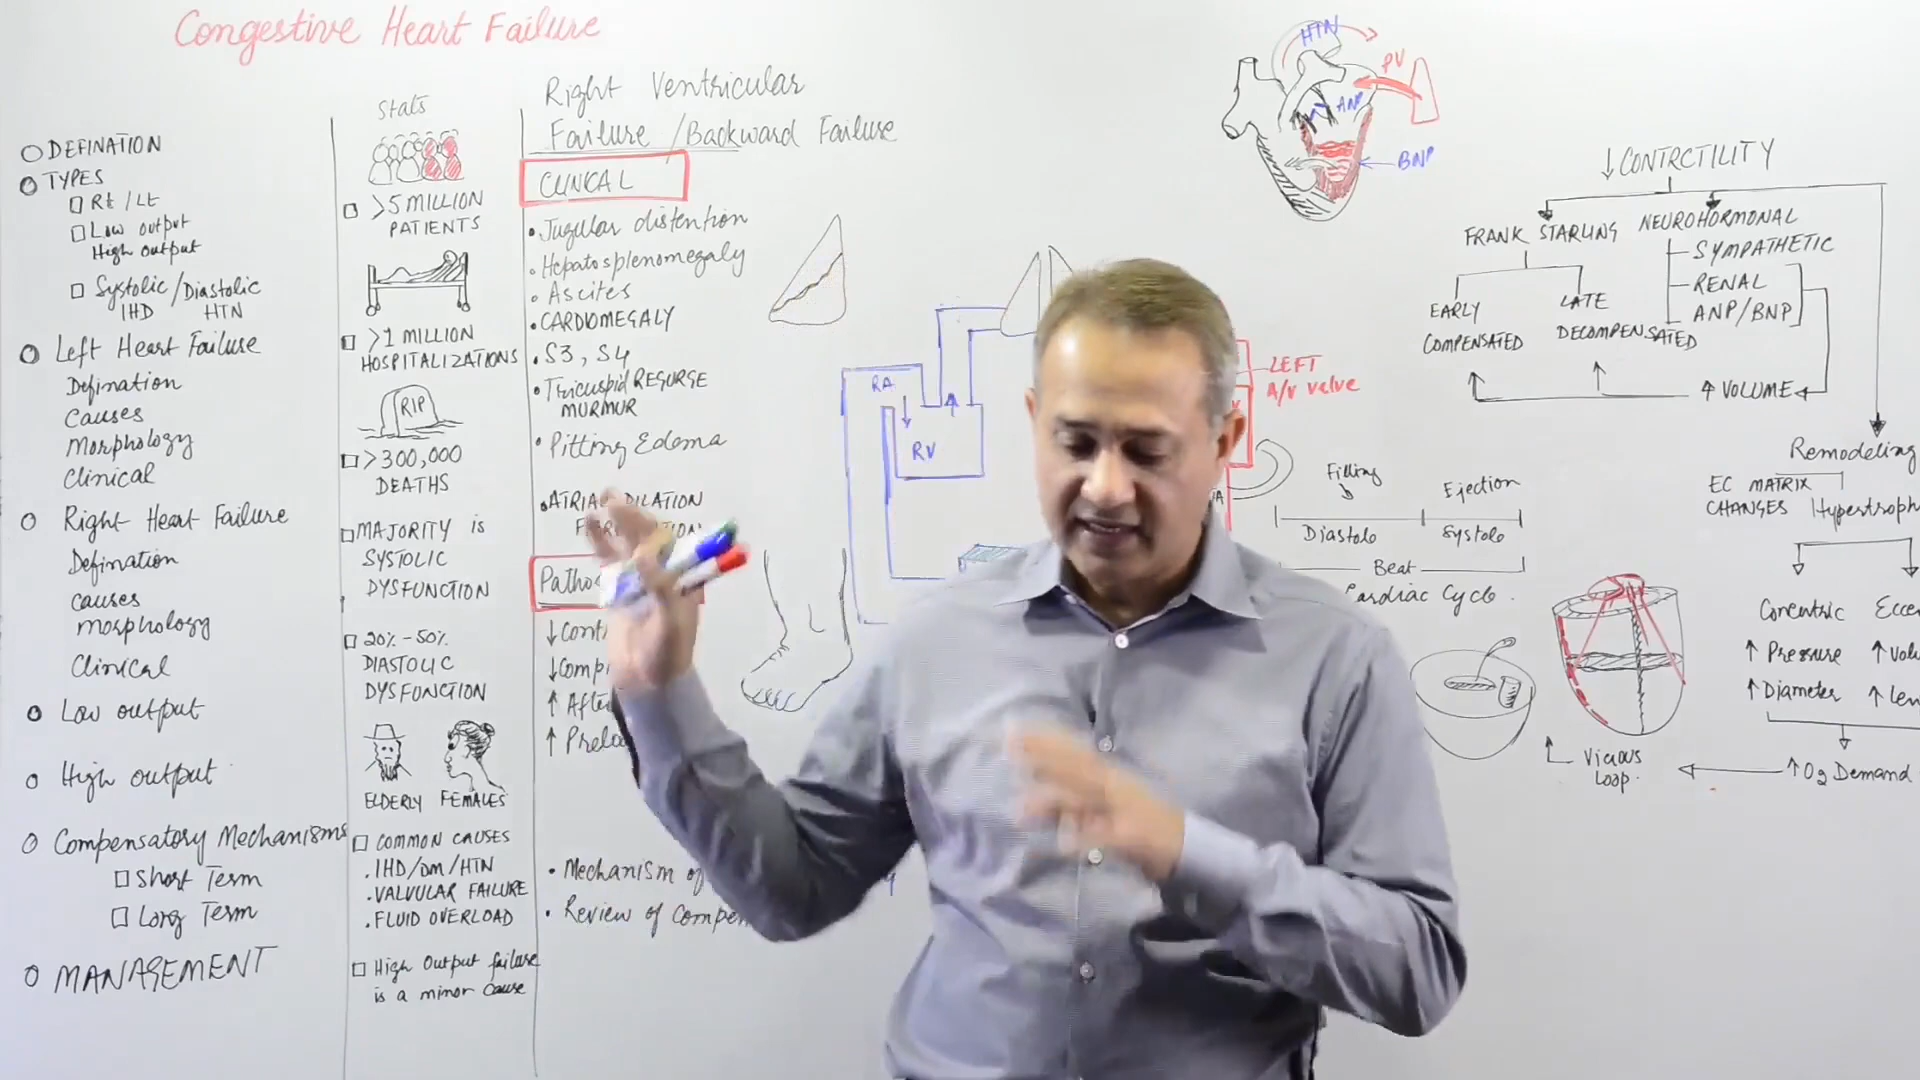 Congestive Heart Failure
DEFINATION
TYPES
Rt / Lt
Low output
High output
Systolic / Diastolic
IHD HTN
Left Heart Failure
Defination
Causes
Morphology
Clinical
Right Heart Failure
Defination
causes
morphology
Clinical
Low output
High output
Compensatory Mechanisms
Short Term
Long Term
MANAGEMENT
Stats
>5 MILLION
PATIENTS
>1 MILLION
HOSPITALIZATIONS
RIP
>300,000
DEATHS
MAJORITY is
SYSTOLIC
DYSFUNCTION
20%-50%
DIASTOLIC
DYSFUNCTION
ELDERLY FEMALES
COMMON CAUSES
. IHD/DM/HTN
. VALVULAR FAILURE
. FLUID OVERLOAD
High Output failure
is a minor cause
Right Ventricular
Failure / Backward Failure
CLINICAL
• Jugular distention
• Hepatosplenomegaly
• Ascites
• CARDIOMEGALY
• S3, S4
• Tricuspid REGURGE
MURMUR
• Pitting Edema
• DILATION
↑ 
• Mechanism of
• Review of
RA
RV
HTN
PV
ANP
BNP
LEFT
A/V valve
Filling
Ejection
Diastole
Systole
Beat
Cardiac Cycle.
↓ CONTRCTILITY
FRANK STARLING
EARLY
COMPENSATED
LATE
DECOMPENSATED
NEUROHORMONAL
SYMPATHETIC
RENAL
ANP/BNP
↑ VOLUME
Remodeling
EC MATRIX
CHANGES
Concentric
↑ Pressure
↑ Diameter
↑ O2 Demand
Vicious
Loop.